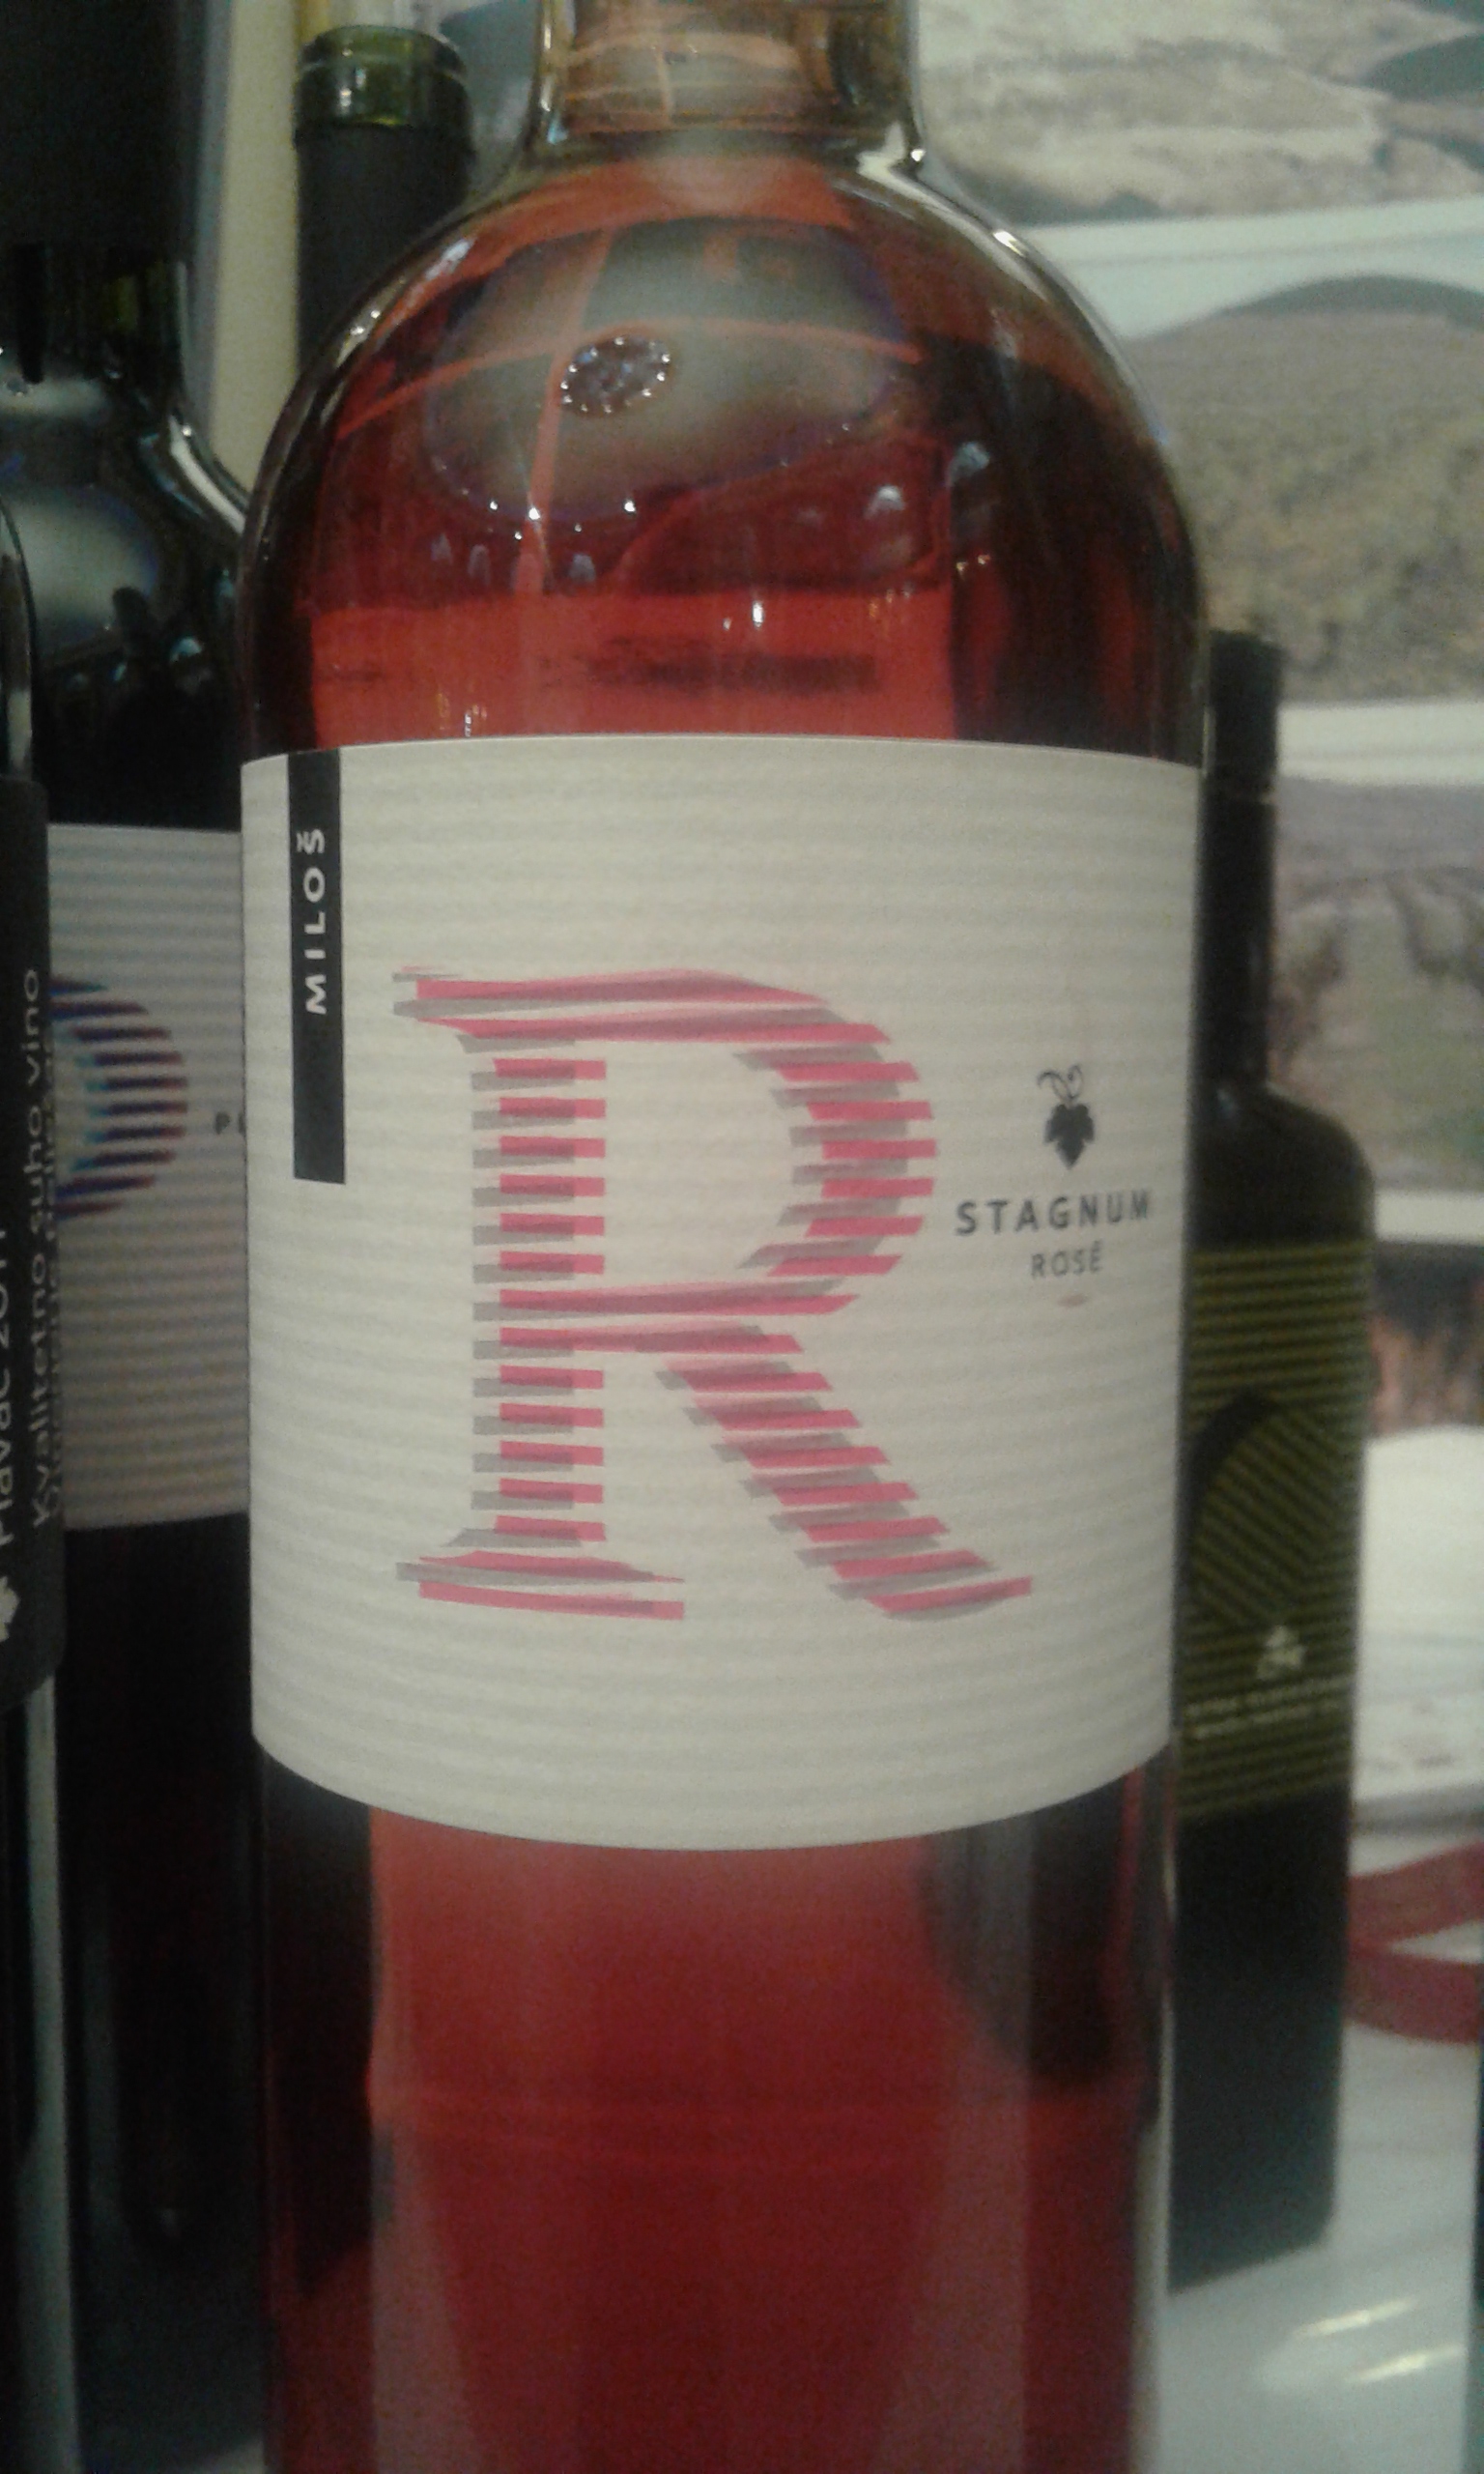 MILOŠ
R
STAGNUM
ROSÉ
Plavac 2011
Kvalitetno suho vino
P